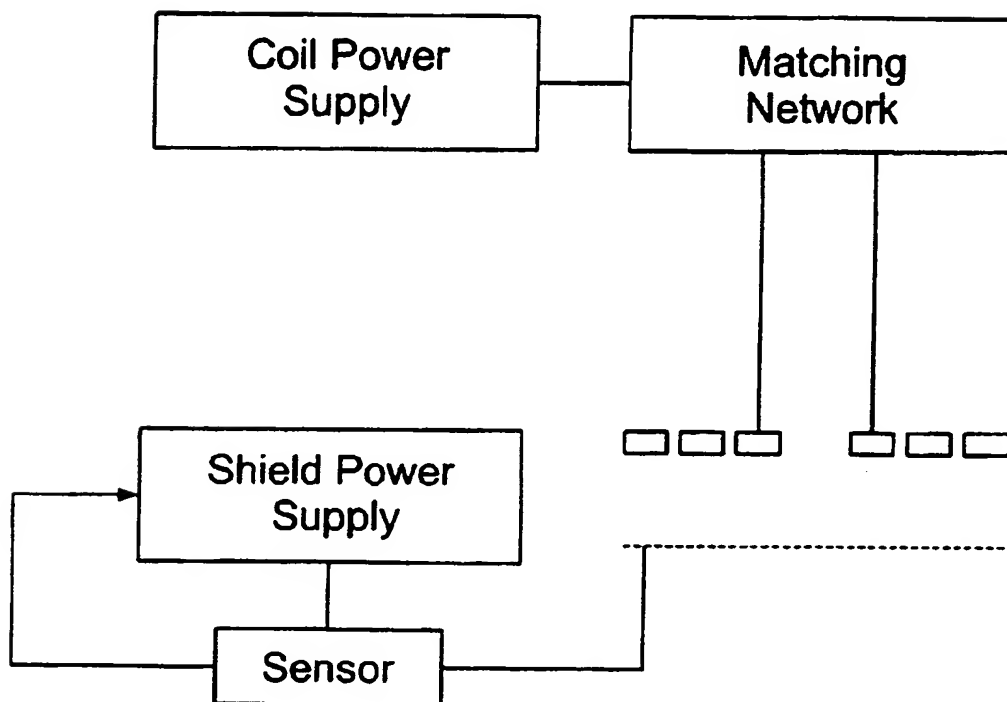 Coil Power
Supply
Matching
Network
Shield Power
Supply
Sensor